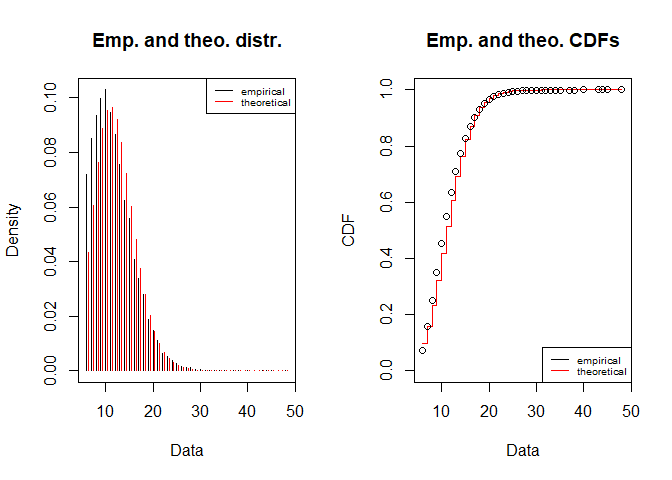 Emp. and theo. distr.
empirical
theoretical
Density
0.00
0.02
0.04
0.06
0.08
0.10
10
20
30
40
50
Data
Emp. and theo. CDFs
empirical
theoretical
CDF
0.0
0.2
0.4
0.6
0.8
1.0
10
20
30
40
50
Data